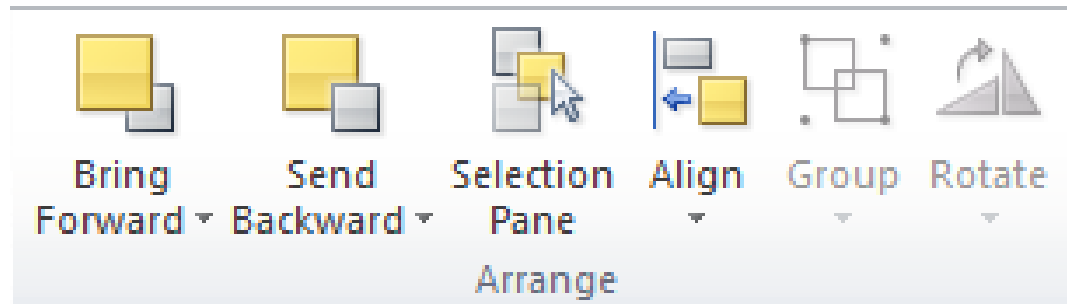 Bring Forward
Send Backward
Selection Pane
Align
Group
Rotate
Arrange